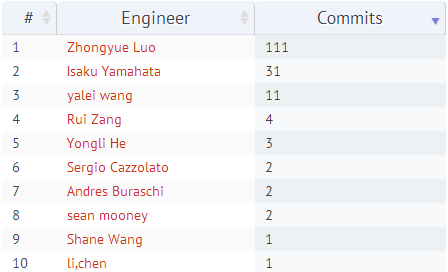 # Engineer Commits
1 Zhongyue Luo 111
2 Isaku Yamahata 31
3 yalei wang 11
4 Rui Zang 4
5 Yongli He 3
6 Sergio Cazzolato 2
7 Andres Buraschi 2
8 sean mooney 2
9 Shane Wang 1
10 li,chen 1